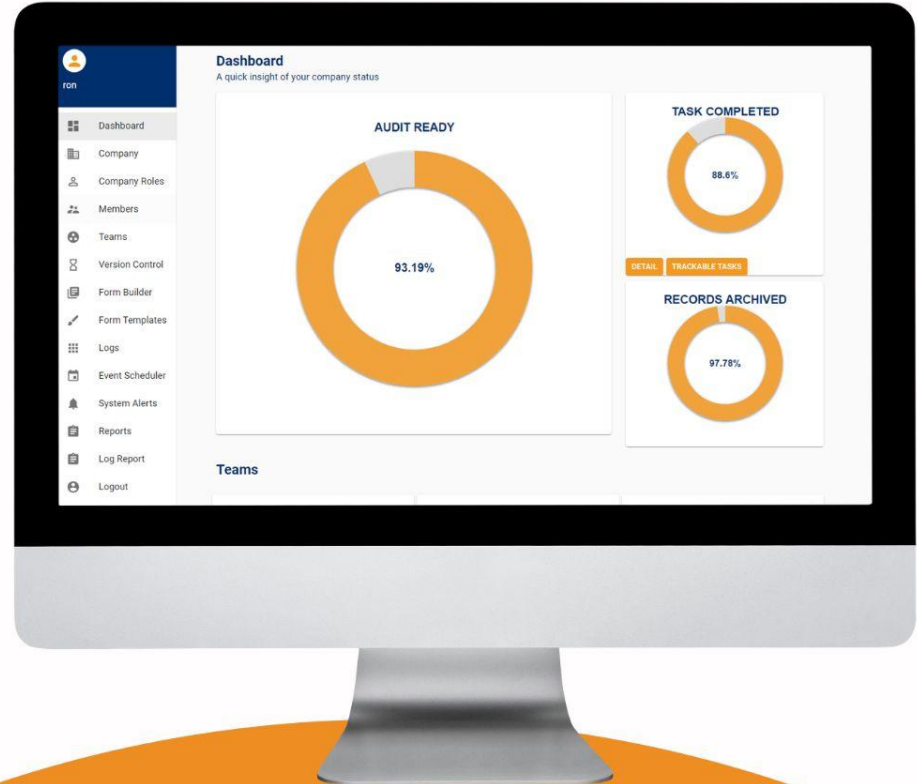 ron
Dashboard
Company
Company Roles
Members
Teams
Version Control
Form Builder
Form Templates
Logs
Event Scheduler
System Alerts
Reports
Log Report
Logout
Dashboard
A quick insight of your company status
AUDIT READY
93.19%
TASK COMPLETED
88.6%
DETAIL
TRACKABLE TASKS
RECORDS ARCHIVED
97.78%
Teams